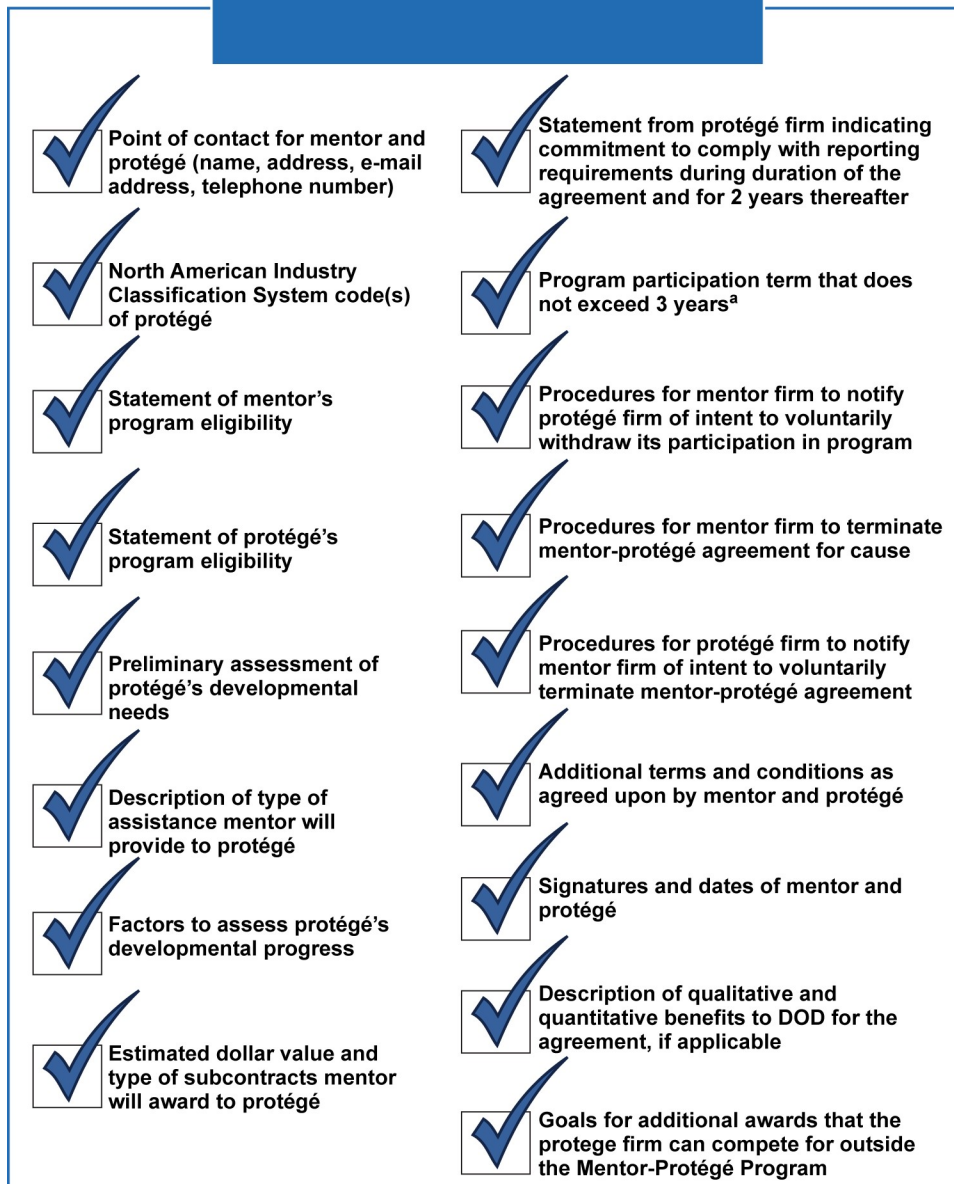 Point of contact for mentor and
protégé (name, address, e-mail
address, telephone number)
North American Industry
Classification System code(s)
of protégé
Statement of mentor’s
program eligibility
Statement of protégé’s
program eligibility
Preliminary assessment of
protégé’s developmental
needs
Description of type of
assistance mentor will
provide to protégé
Factors to assess protégé’s
developmental progress
Estimated dollar value and
type of subcontracts mentor
will award to protégé
Statement from protégé firm indicating
commitment to comply with reporting
requirements during duration of the
agreement and for 2 years thereafter
Program participation term that does
not exceed 3 yearsª
Procedures for mentor firm to notify
protégé firm of intent to voluntarily
withdraw its participation in program
Procedures for mentor firm to terminate
mentor-protégé agreement for cause
Procedures for protégé firm to notify
mentor firm of intent to voluntarily
terminate mentor-protégé agreement
Additional terms and conditions as
agreed upon by mentor and protégé
Signatures and dates of mentor and
protégé
Description of qualitative and
quantitative benefits to DOD for the
agreement, if applicable
Goals for additional awards that the
protege firm can compete for outside
the Mentor-Protégé Program